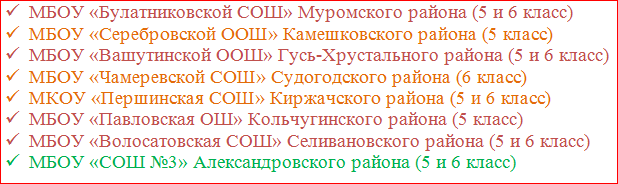 ✓ МБОУ «Булатниковской СОШ» Муромского района (5 и 6 класс)
✓ МБОУ «Серебровской ООШ» Камешковского района (5 класс)
✓ МБОУ «Вашутинской ООШ» Гусь-Хрустального района (5 и 6 класс)
✓ МБОУ «Чамеревской СОШ» Судогодского района (6 класс)
✓ МКОУ «Першинская СОШ» Киржачского района (5 и 6 класс)
✓ МБОУ «Павловская ОШ» Кольчугинского района (5 класс)
✓ МБОУ «Волосатовская СОШ» Селивановского района (5 и 6 класс)
✓ МБОУ «СОШ №3» Александровского района (5 и 6 класс)